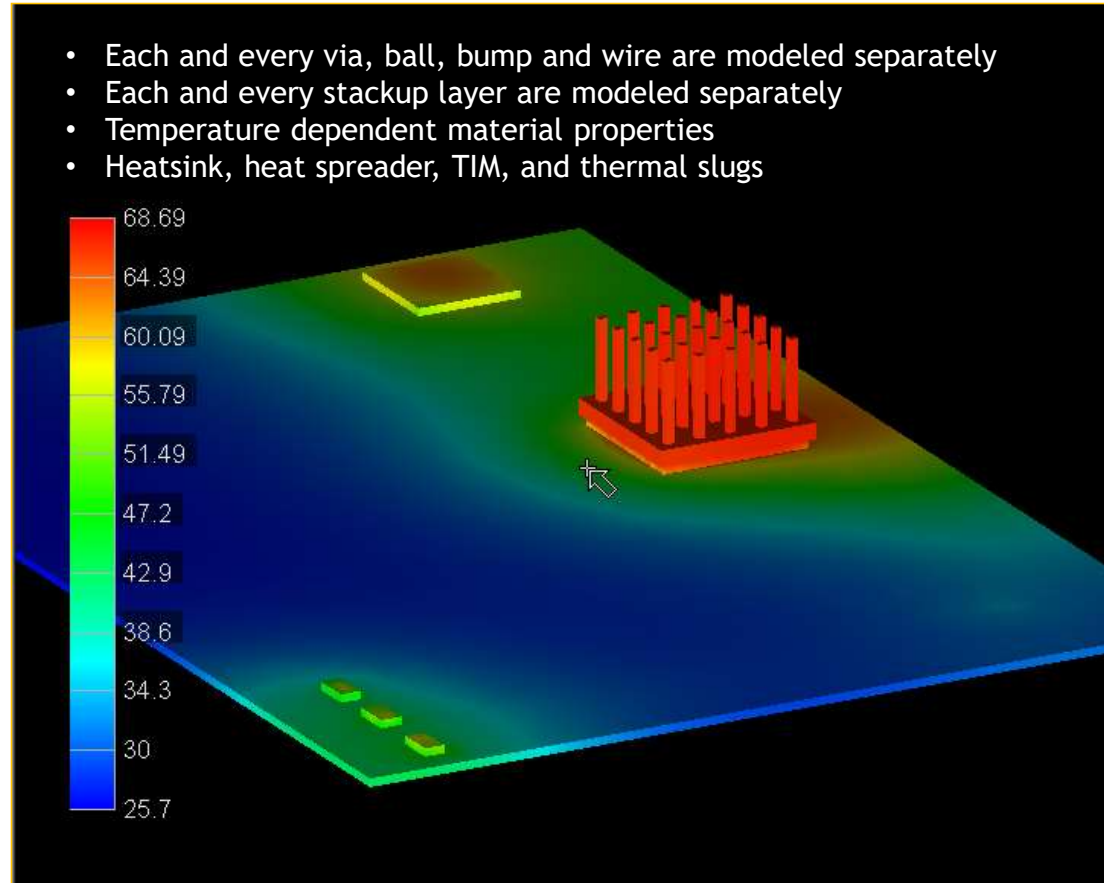 • Each and every via, ball, bump and wire are modeled separately
• Each and every stackup layer are modeled separately
• Temperature dependent material properties
• Heatsink, heat spreader, TIM, and thermal slugs
68.69
64.39
60.09
55.79
51.49
47.2
42.9
38.6
34.3
30
25.7